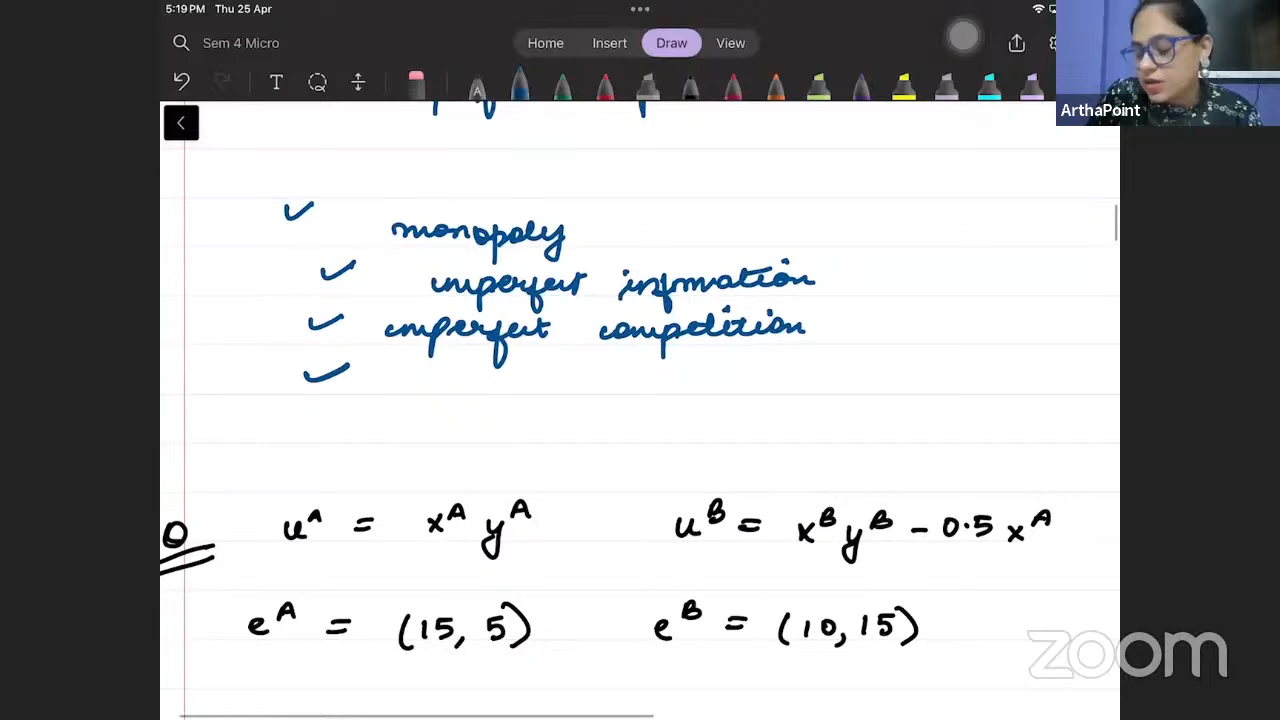 5:19 PM Thu 25 Apr
Sem 4 Micro
Home Insert Draw View
ArthaPoint
monopoly
imperfect information
imperfect competition
Q u^A = x^A y^A u^B = x^B y^B - 0.5 x^A
e^A = (15, 5) e^B = (10, 15)
zoom